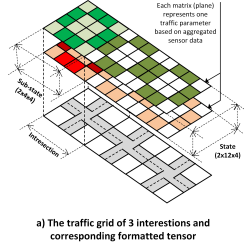 Each matrix (plane)
represents one
traffic parameter
based on aggregated
sensor data
Sub-state
(2x4x4)
Intresection
State
(2x12x4)
a) The traffic grid of 3 interestions and
corresponding formatted tensor